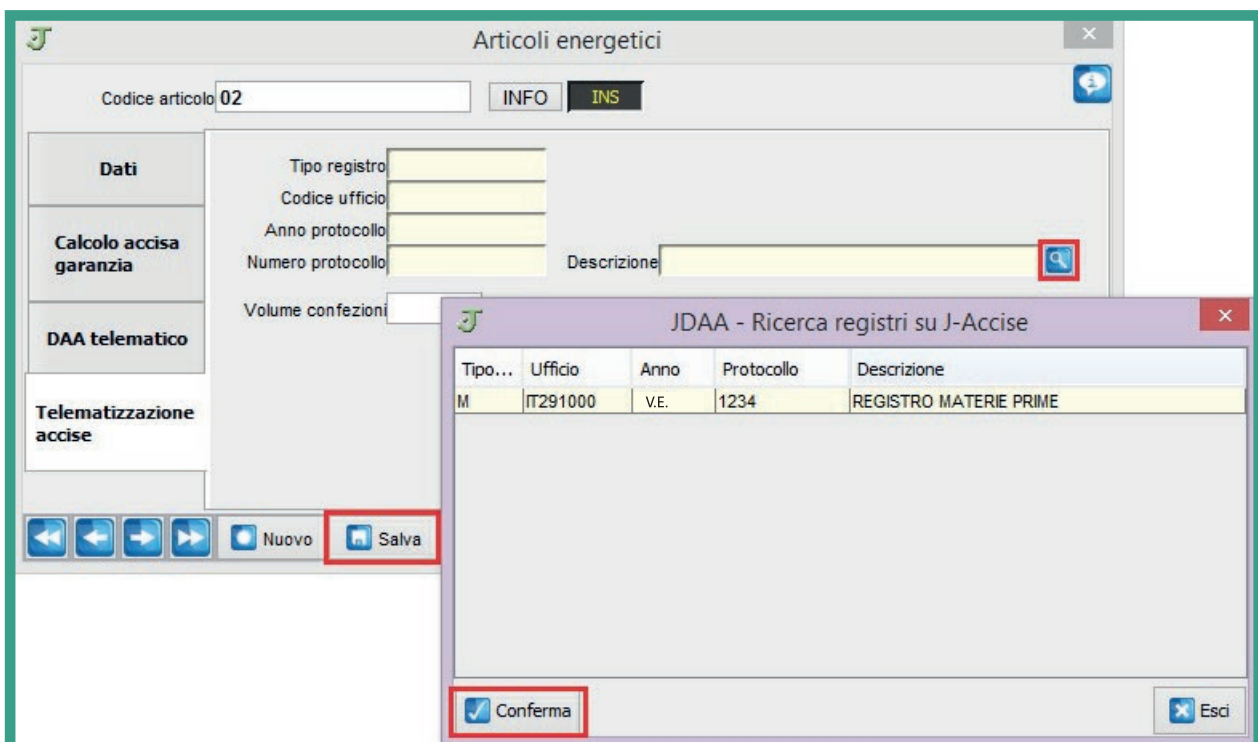 Articoli energetici
Codice articolo 02 INFO INS
Dati
Calcolo accisa
garanzia
DAA telematico
Telematizzazione
accise
Tipo registro
Codice ufficio
Anno protocollo
Numero protocollo Descrizione
Volume confezioni
Nuovo Salva
JDAA - Ricerca registri su J-Accise
Tipo... Ufficio Anno Protocollo Descrizione
M IT291000 V.E. 1234 REGISTRO MATERIE PRIME
Conferma Esci